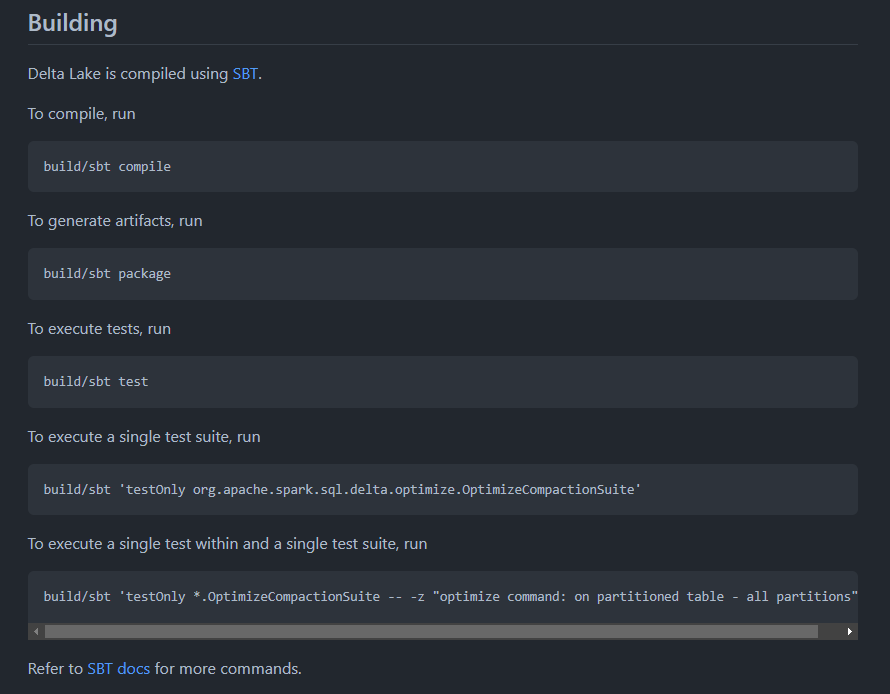 Building
Delta Lake is compiled using SBT.
To compile, run
build/sbt compile
To generate artifacts, run
build/sbt package
To execute tests, run
build/sbt test
To execute a single test suite, run
build/sbt 'testOnly org.apache.spark.sql.delta.optimize.OptimizeCompactionSuite'
To execute a single test within and a single test suite, run
build/sbt 'testOnly *.OptimizeCompactionSuite -- -z "optimize command: on partitioned table - all partitions"
Refer to SBT docs for more commands.